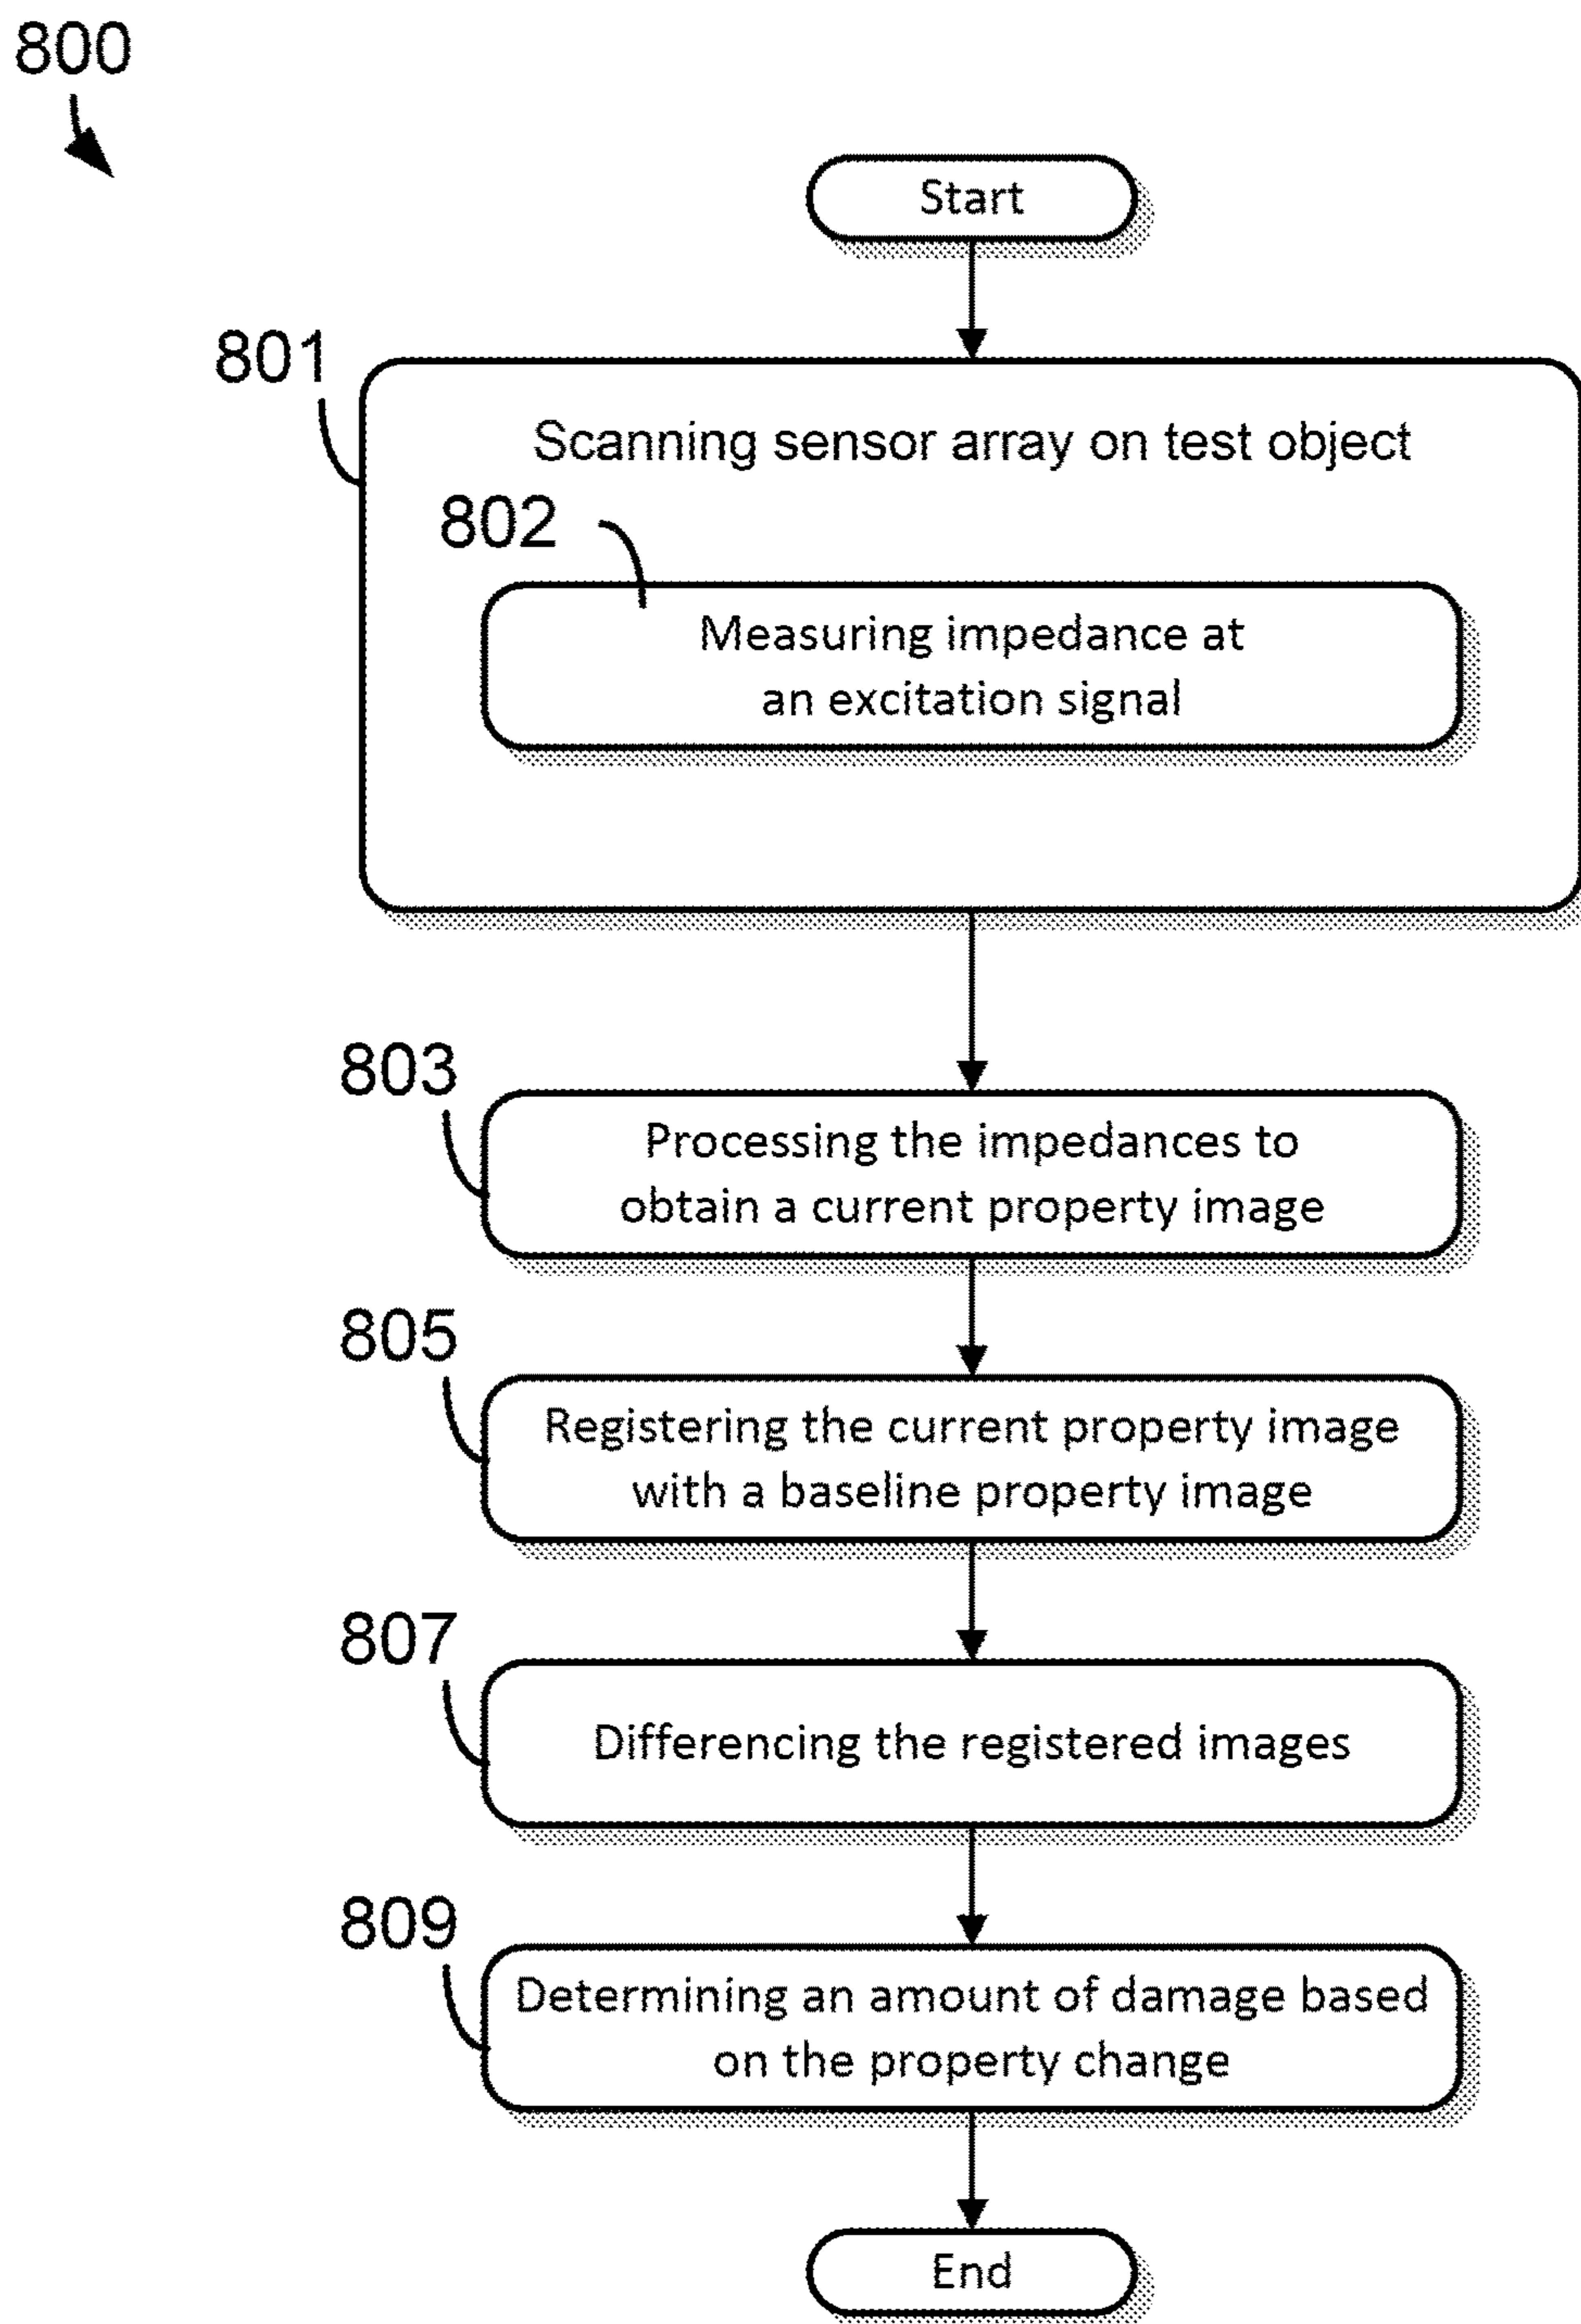 800
Start
801
Scanning sensor array on test object
802
Measuring impedance at
an excitation signal
803
Processing the impedances to
obtain a current property image
805
Registering the current property image
with a baseline property image
807
Differencing the registered images
809
Determining an amount of damage based
on the property change
End